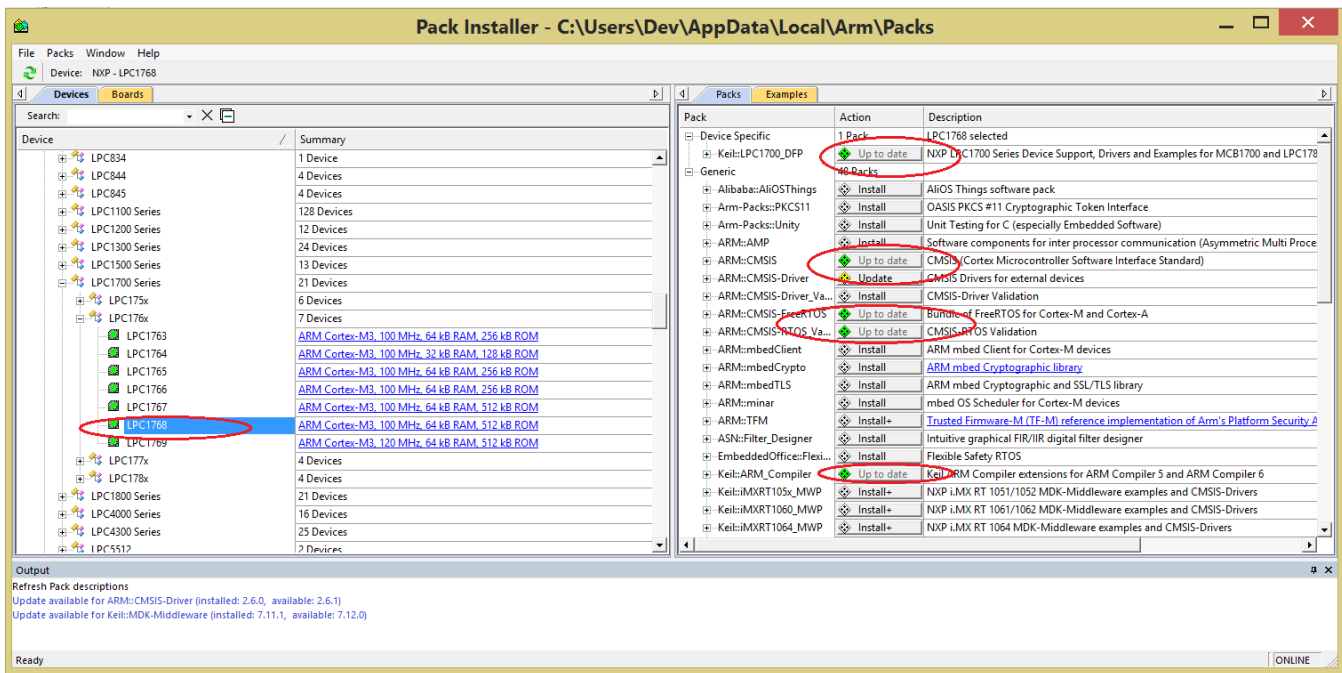 Pack Installer - C:\Users\Dev\AppData\Local\Arm\Packs
File Packs Window Help
Device: NXP - LPC1768
Devices Boards
Search:
Device Summary
LPC834 1 Device
LPC844 4 Devices
LPC845 4 Devices
LPC1100 Series 128 Devices
LPC1200 Series 12 Devices
LPC1300 Series 24 Devices
LPC1500 Series 13 Devices
LPC1700 Series 21 Devices
LPC175x 6 Devices
LPC176x 7 Devices
LPC1763 ARM Cortex-M3, 100 MHz, 64 kB RAM, 256 kB ROM
LPC1764 ARM Cortex-M3, 100 MHz, 32 kB RAM, 128 kB ROM
LPC1765 ARM Cortex-M3, 100 MHz, 64 kB RAM, 256 kB ROM
LPC1766 ARM Cortex-M3, 100 MHz, 64 kB RAM, 256 kB ROM
LPC1767 ARM Cortex-M3, 100 MHz, 64 kB RAM, 512 kB ROM
LPC1768 ARM Cortex-M3, 100 MHz, 64 kB RAM, 512 kB ROM
LPC1769 ARM Cortex-M3, 120 MHz, 64 kB RAM, 512 kB ROM
LPC177x 4 Devices
LPC178x 4 Devices
LPC1800 Series 21 Devices
LPC4000 Series 16 Devices
LPC4300 Series 25 Devices
LPC5512 2 Devices
Packs Examples
Pack Action Description
Device Specific 1 Pack LPC1768 selected
Keil::LPC1700_DFP Up to date NXP LPC1700 Series Device Support, Drivers and Examples for MCB1700 and LPC178
Generic 48 Packs
Alibaba::AliOSThings Install AliOS Things software pack
Arm-Packs::PKCS11 Install OASIS PKCS #11 Cryptographic Token Interface
Arm-Packs::Unity Install Unit Testing for C (especially Embedded Software)
ARM::AMP Install Software components for inter processor communication (Asymmetric Multi Proce
ARM::CMSIS Up to date CMSIS (Cortex Microcontroller Software Interface Standard)
ARM::CMSIS-Driver Update CMSIS Drivers for external devices
ARM::CMSIS-Driver_Va... Install CMSIS-Driver Validation
ARM::CMSIS-FreeRTOS Up to date Bundle of FreeRTOS for Cortex-M and Cortex-A
ARM::CMSIS-RTOS_Va... Up to date CMSIS-RTOS Validation
ARM::mbedClient Install ARM mbed Client for Cortex-M devices
ARM::mbedCrypto Install ARM mbed Cryptographic library
ARM::mbedTLS Install ARM mbed Cryptographic and SSL/TLS library
ARM::minar Install mbed OS Scheduler for Cortex-M devices
ARM::TFM Install+ Trusted Firmware-M (TF-M) reference implementation of Arm's Platform Security A
ASN::Filter_Designer Install Intuitive graphical FIR/IIR digital filter designer
EmbeddedOffice::Flexi... Install Flexible Safety RTOS
Keil::ARM_Compiler Up to date Keil ARM Compiler extensions for ARM Compiler 5 and ARM Compiler 6
Keil::iMXRT105x_MWP Install+ NXP i.MX RT 1051/1052 MDK-Middleware examples and CMSIS-Drivers
Keil::iMXRT1060_MWP Install+ NXP i.MX RT 1061/1062 MDK-Middleware examples and CMSIS-Drivers
Keil::iMXRT1064_MWP Install+ NXP i.MX RT 1064 MDK-Middleware examples and CMSIS-Drivers
Output
Refresh Pack descriptions
Update available for ARM::CMSIS-Driver (installed: 2.6.0, available: 2.6.1)
Update available for Keil::MDK-Middleware (installed: 7.11.1, available: 7.12.0)
Ready ONLINE